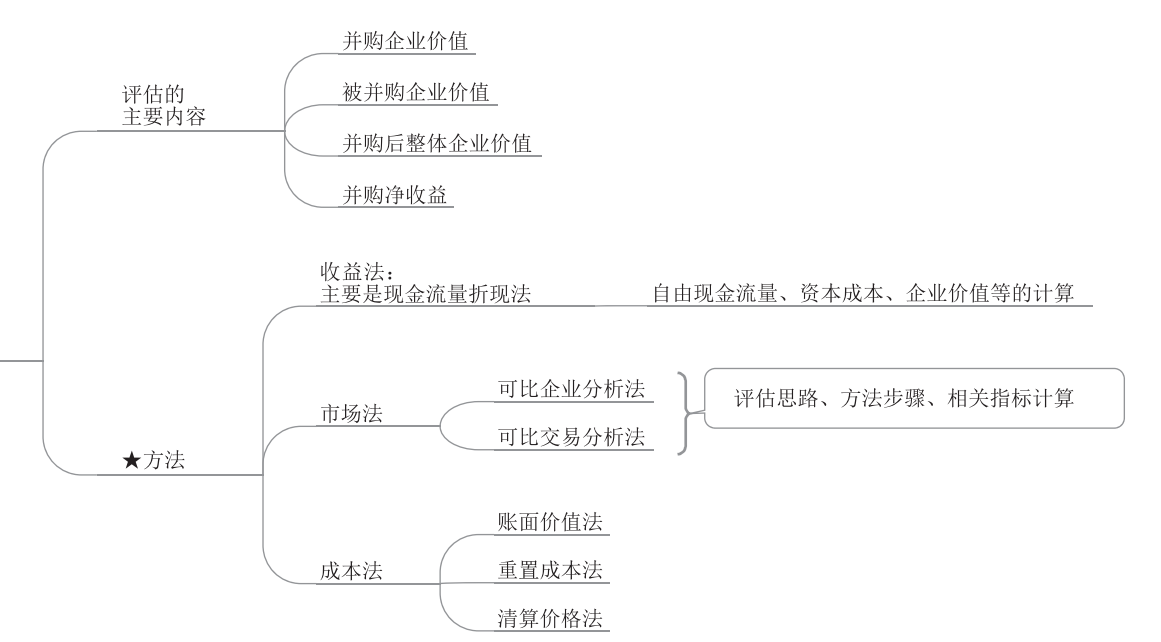 评估的
主要内容
并购企业价值
被并购企业价值
并购后整体企业价值
并购净收益
★方法
收益法：
主要是现金流量折现法
自由现金流量、资本成本、企业价值等的计算
市场法
可比企业分析法
可比交易分析法
评估思路、方法步骤、相关指标计算
成本法
账面价值法
重置成本法
清算价格法